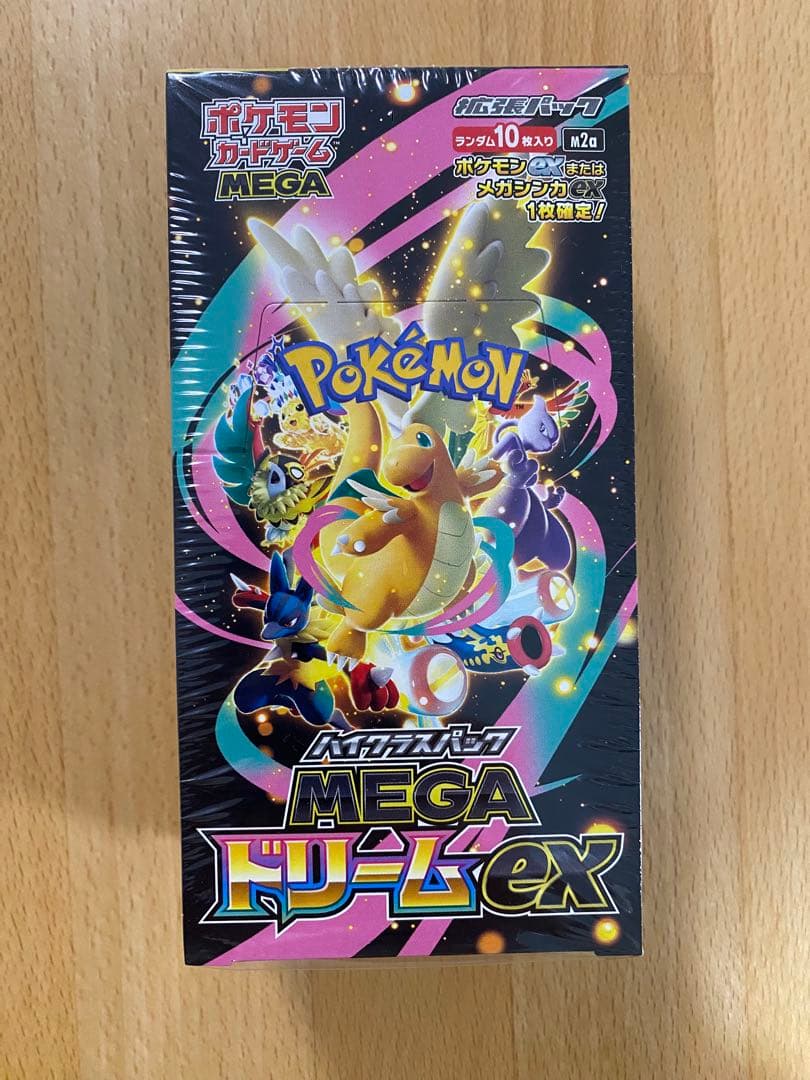 ポケモン
カードゲーム™
MEGA
拡張パック
ランダム10枚入り
M2a
ポケモンexまたは
メガシンカex
1枚確定!
POKéMON™
ハイクラスパック
MEGA
ドリームex